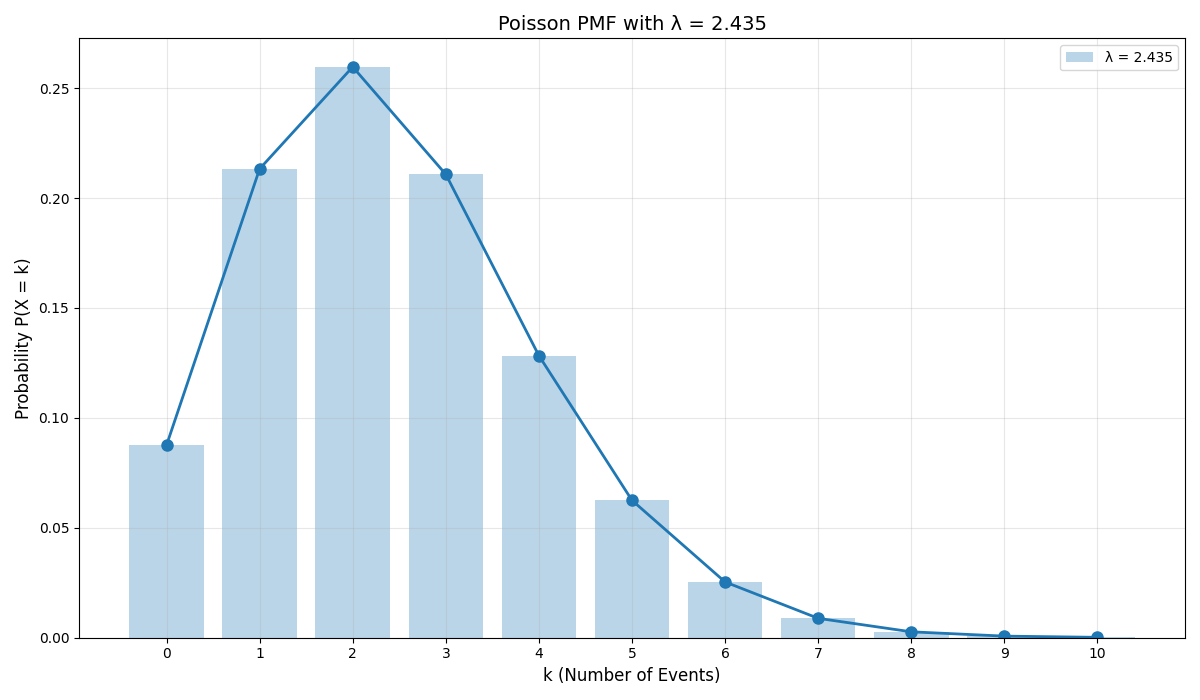 Poisson PMF with λ = 2.435
λ = 2.435
Probability P(X = k)
0.25
0.20
0.15
0.10
0.05
0.00
0 1 2 3 4 5 6 7 8 9 10
k (Number of Events)